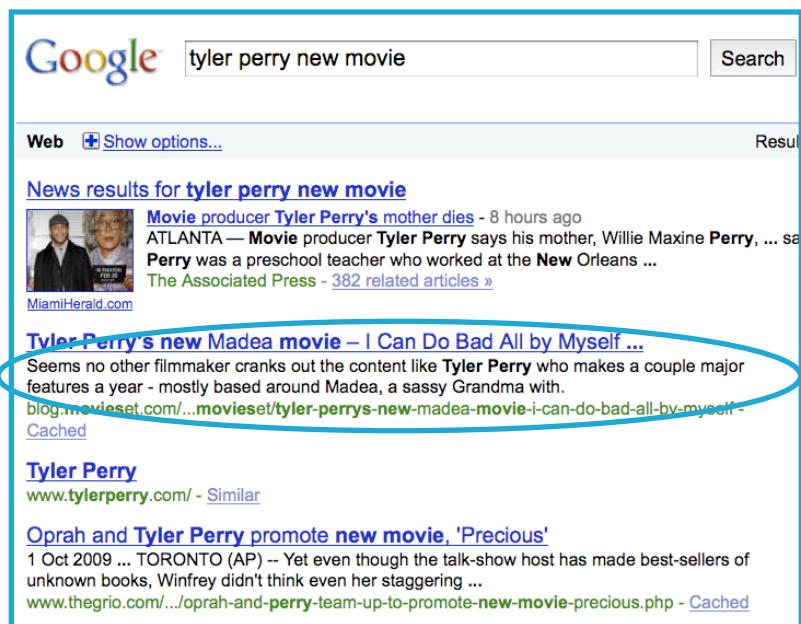 Google tyler perry new movie Search
Web Show options... Resul
News results for tyler perry new movie
Movie producer Tyler Perry's mother dies - 8 hours ago
ATLANTA — Movie producer Tyler Perry says his mother, Willie Maxine Perry, ... sa
Perry was a preschool teacher who worked at the New Orleans ...
The Associated Press - 382 related articles »
IN THEATERS
FEB 20
MiamiHerald.com
Tyler Perry's new Madea movie – I Can Do Bad All by Myself ...
Seems no other filmmaker cranks out the content like Tyler Perry who makes a couple major
features a year - mostly based around Madea, a sassy Grandma with.
blog.movieset.com/...movieset/tyler-perrys-new-madea-movie-i-can-do-bad-all-by-myself -
Cached
Tyler Perry
www.tylerperry.com/ - Similar
Oprah and Tyler Perry promote new movie, 'Precious'
1 Oct 2009 ... TORONTO (AP) -- Yet even though the talk-show host has made best-sellers of
unknown books, Winfrey didn't think even her staggering ...
www.thegrio.com/.../oprah-and-perry-team-up-to-promote-new-movie-precious.php - Cached